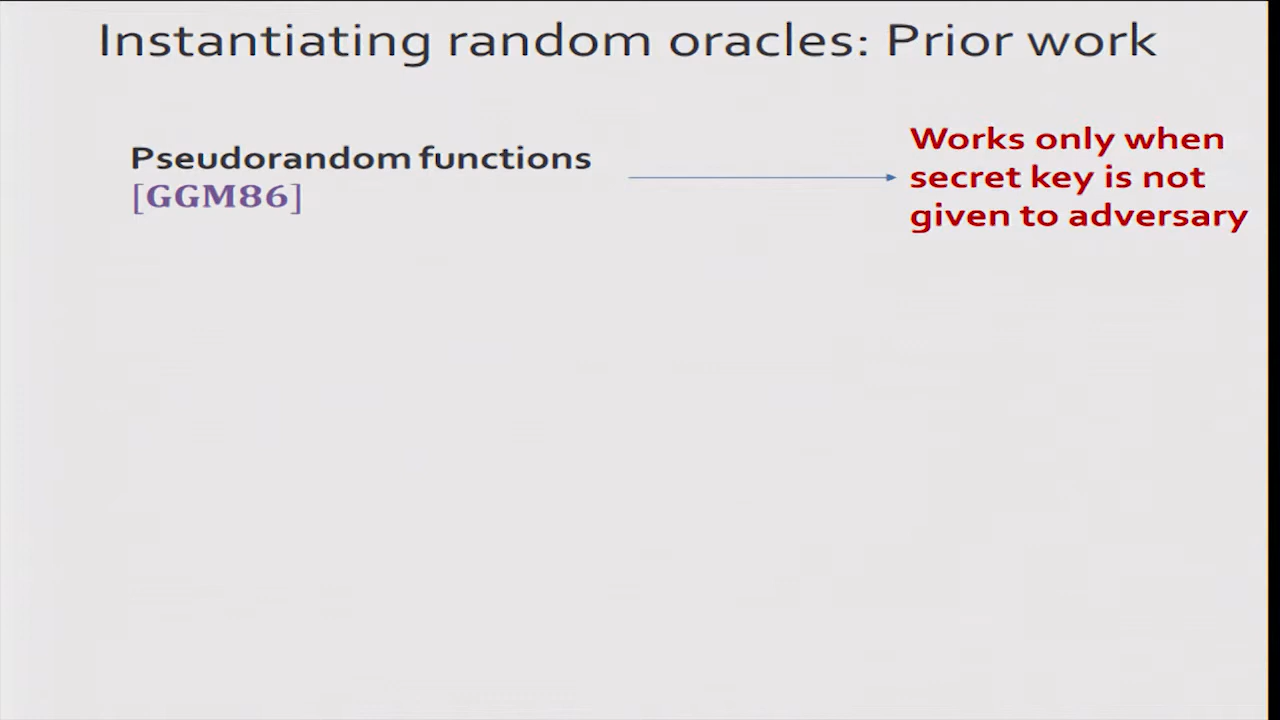 Instantiating random oracles: Prior work
Pseudorandom functions
[GGM86]
Works only when
secret key is not
given to adversary